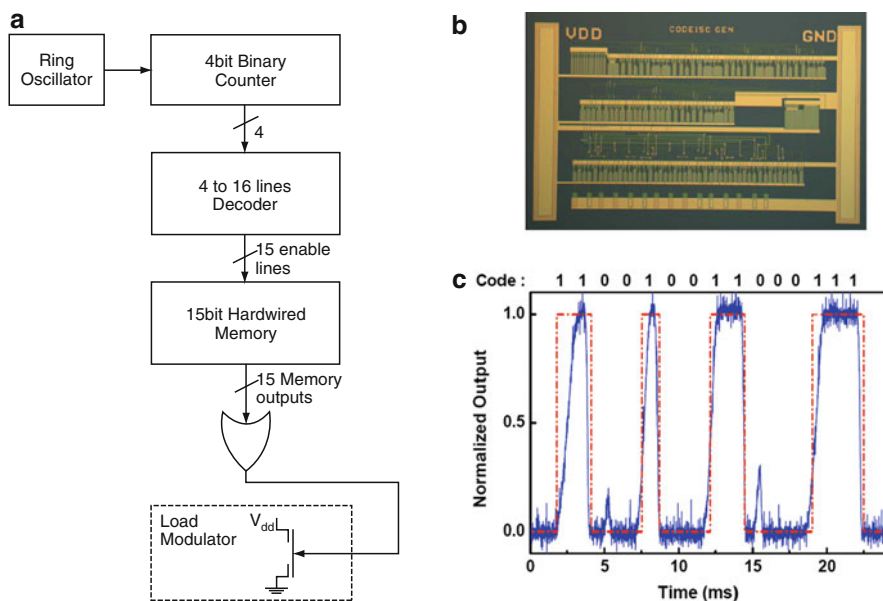 a
Ring
Oscillator
4bit Binary
Counter
4
4 to 16 lines
Decoder
15 enable
lines
15bit Hardwired
Memory
15 Memory
outputs
Load
Modulator
Vdd
b
VDD
CODE15C GEN
GND
c
Code : 1 1 0 0 1 0 0 1 1 0 0 0 1 1 1
1.0
0.5
0.0
Normalized Output
0 5 10 15 20
Time (ms)